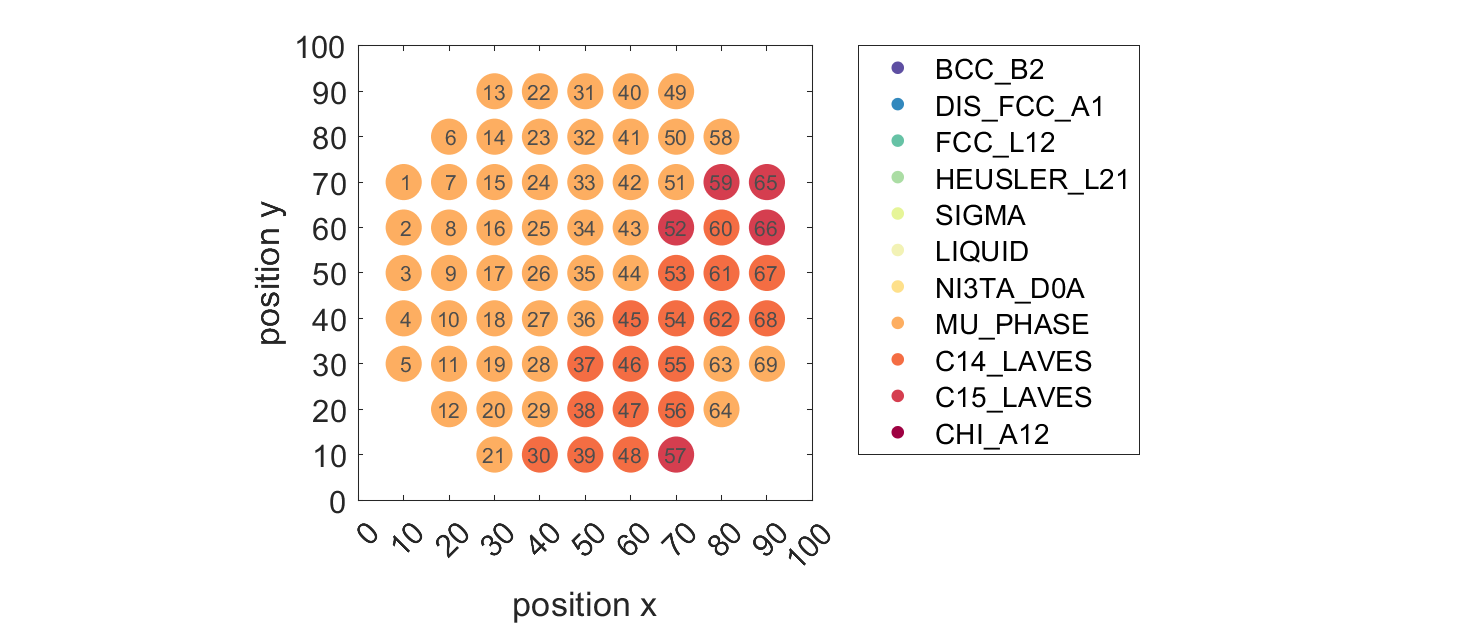 100
90
80
70
60
50
40
30
20
10
0
position y
13 22 31 40 49
6 14 23 32 41 50 58
1 7 15 24 33 42 51 59 65
2 8 16 25 34 43 52 60 66
3 9 17 26 35 44 53 61 67
4 10 18 27 36 45 54 62 68
5 11 19 28 37 46 55 63 69
12 20 29 38 47 56 64
21 30 39 48 57
0 10 20 30 40 50 60 70 80 90 100
position x
BCC_B2
DIS_FCC_A1
FCC_L12
HEUSLER_L21
SIGMA
LIQUID
NI3TA_D0A
MU_PHASE
C14_LAVES
C15_LAVES
CHI_A12